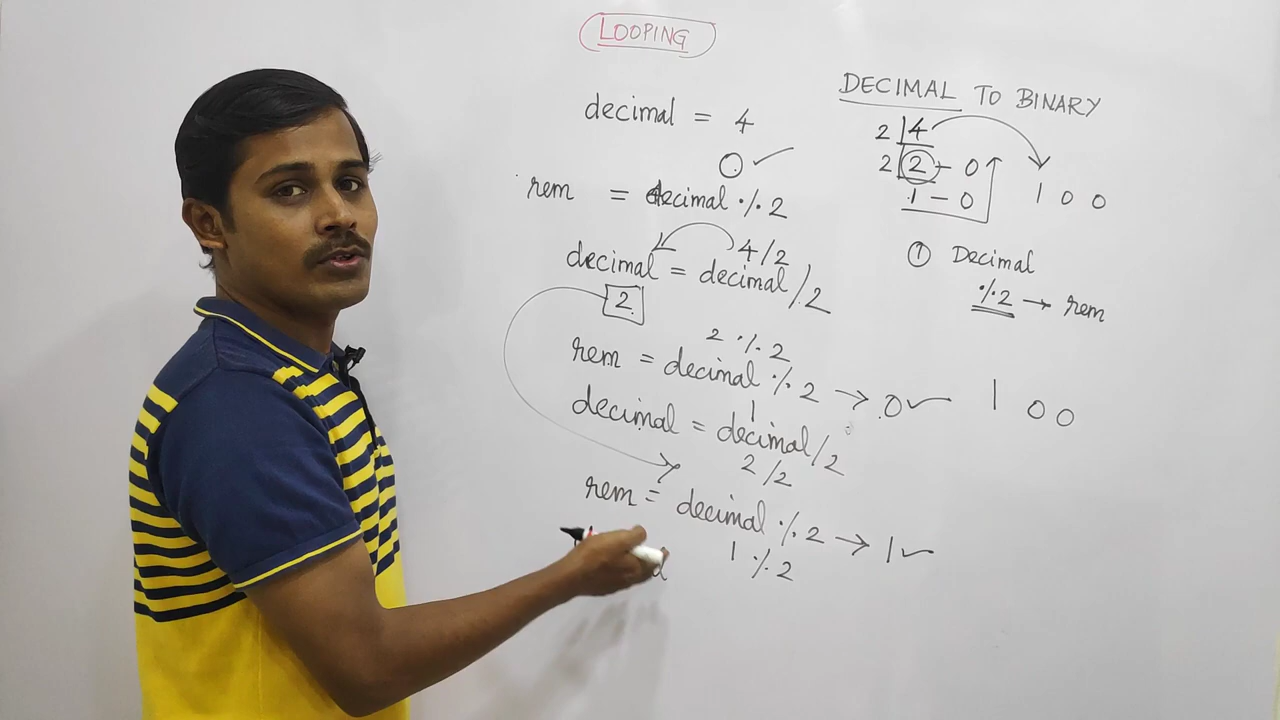 LOOPING
decimal = 4
0
rem = decimal % 2
4/2
decimal = decimal/2
2
2 % 2
rem = decimal % 2 → 0
1
decimal = decimal/2
2/2
rem = decimal % 2 → 1
1 % 2
d
DECIMAL TO BINARY
2 4
2 2 - 0
1 - 0
1 0 0
① Decimal
% 2 → rem
1 0 0